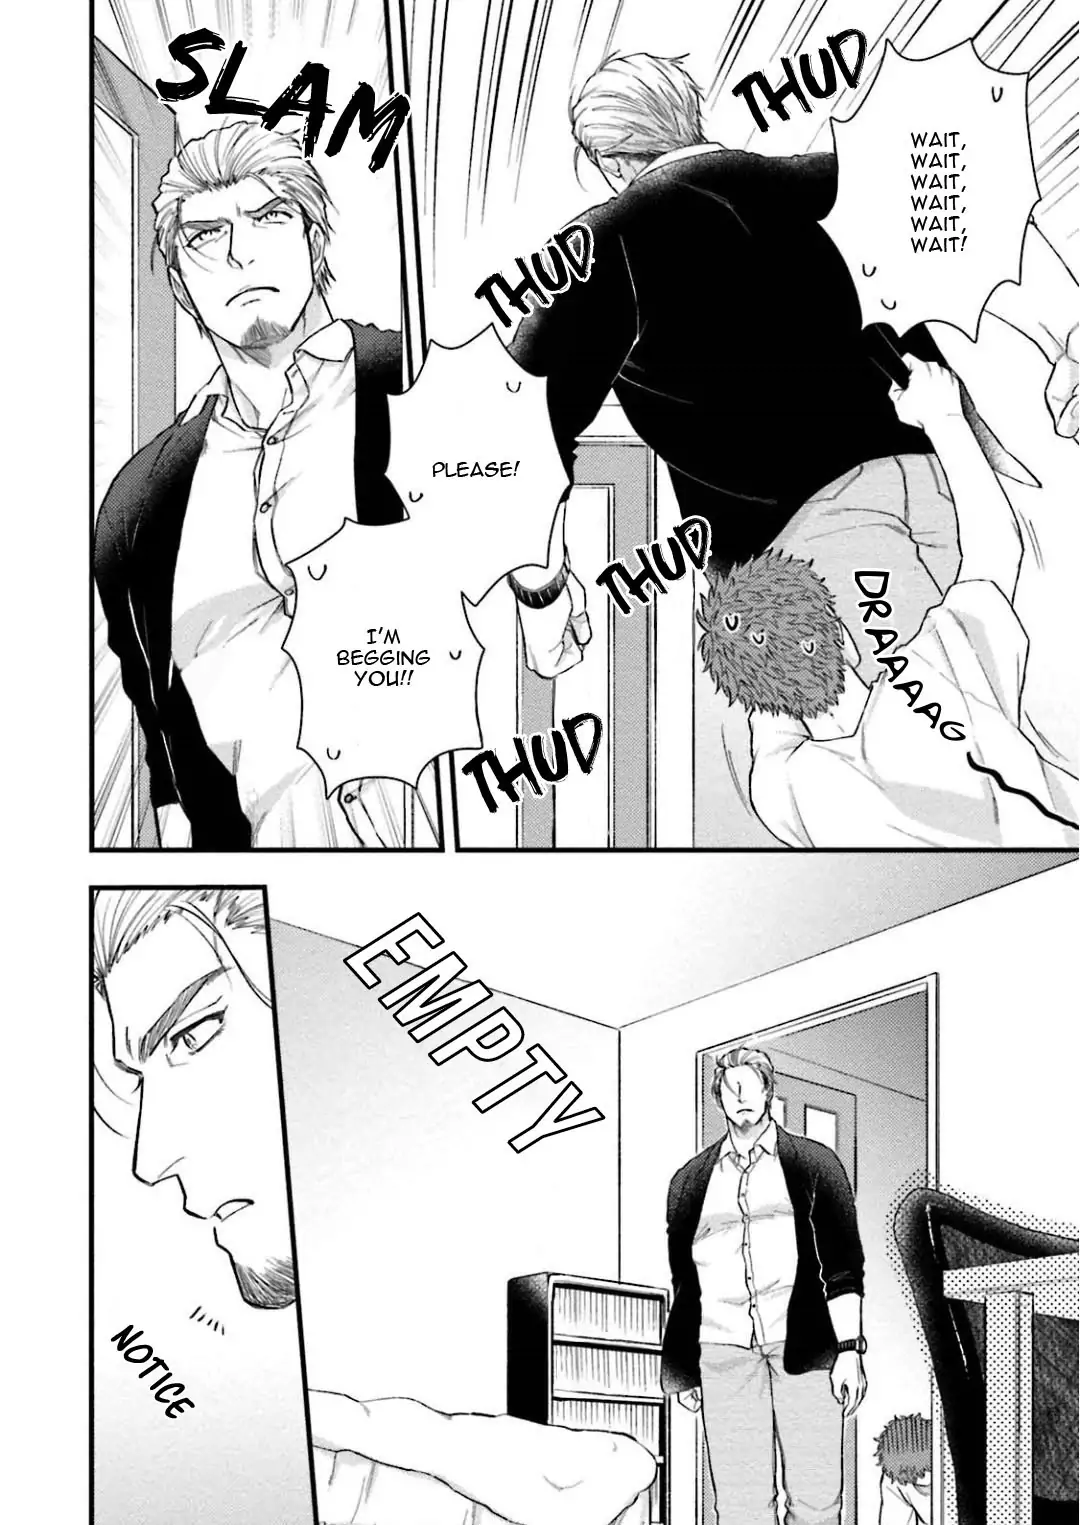 THUD
WAIT,
WAIT,
WAIT,
WAIT,
WAIT,
WAIT!
THUD
THUD
DRAAAAG
THUD
PLEASE!
I'M
BEGGING
YOU!!
SLAM
EMPTY
NOTICE